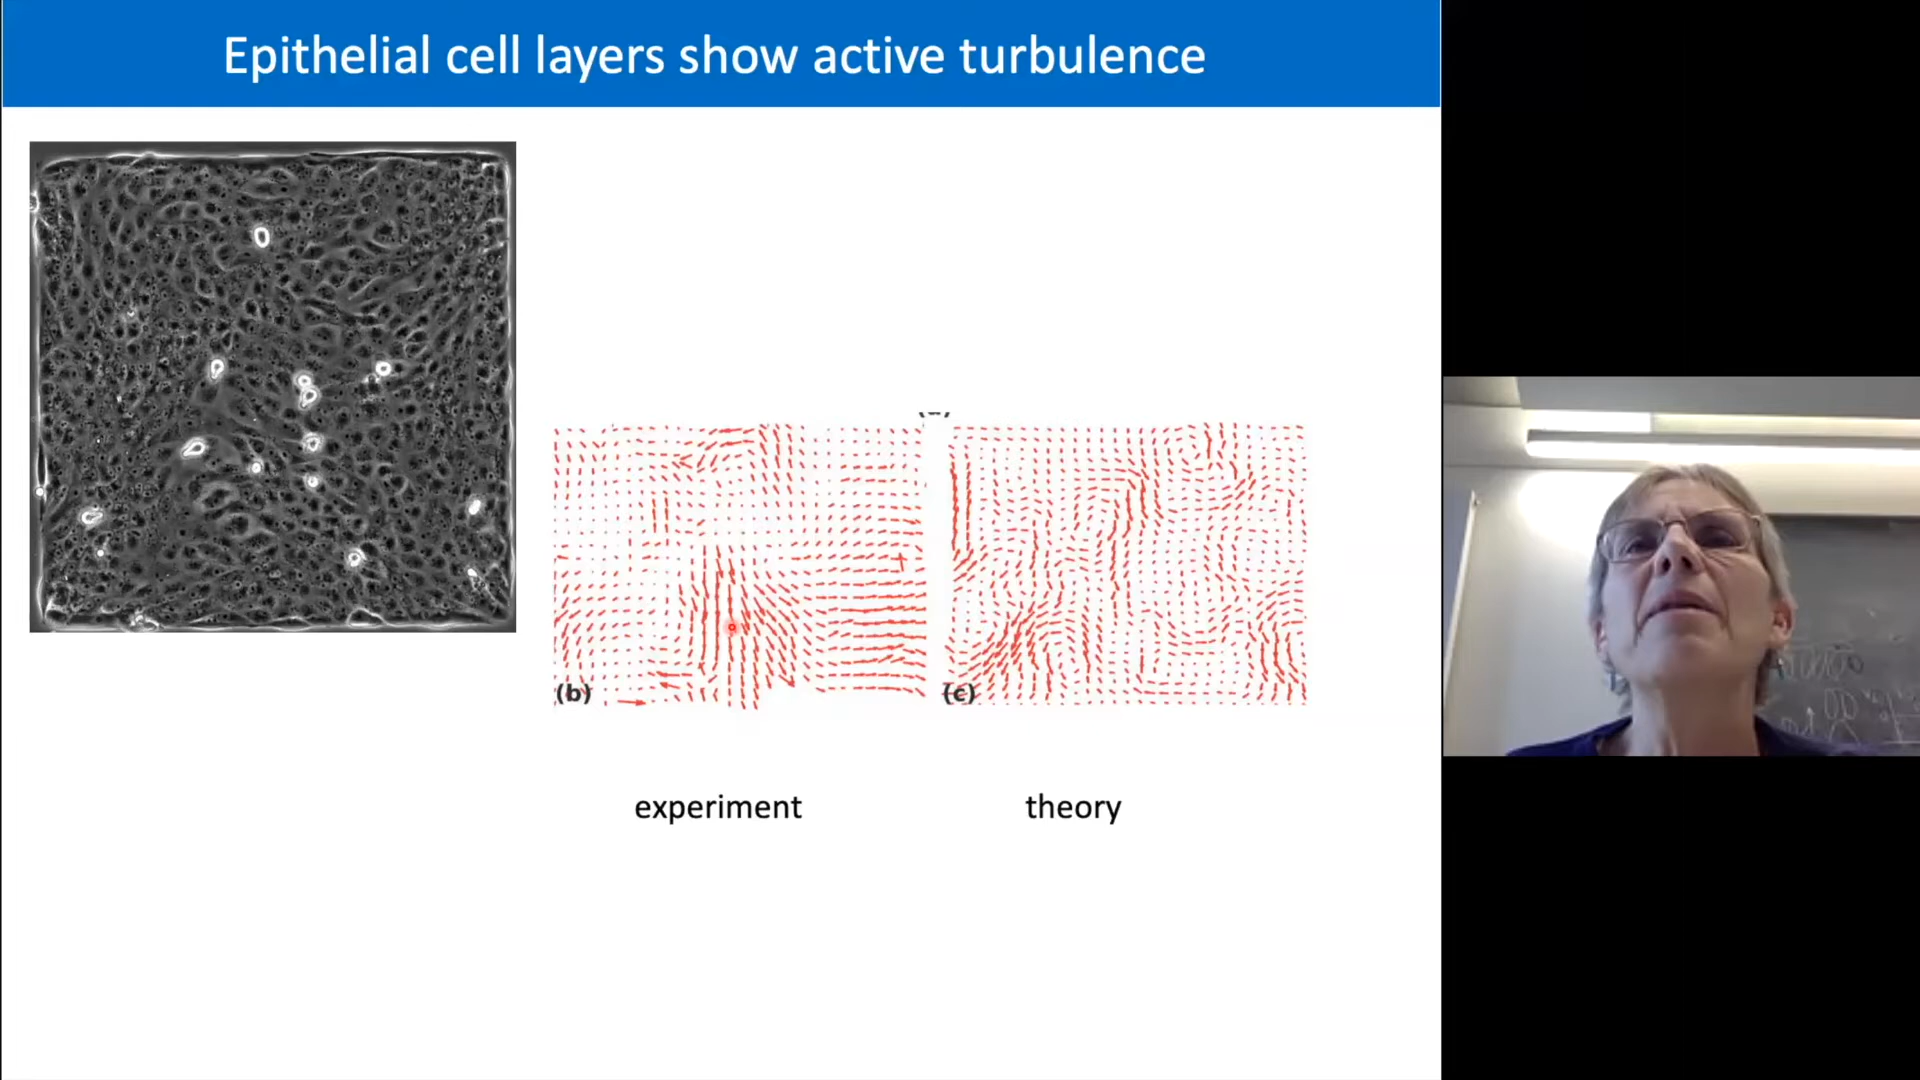 Epithelial cell layers show active turbulence
(b)
(c)
experiment
theory